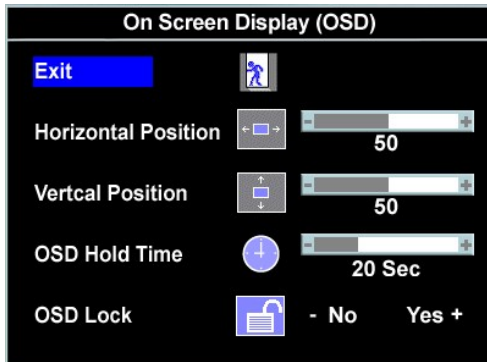 On Screen Display (OSD)
Exit
Horizontal Position - + 50
Vertcal Position - + 50
OSD Hold Time - + 20 Sec
OSD Lock - No Yes +